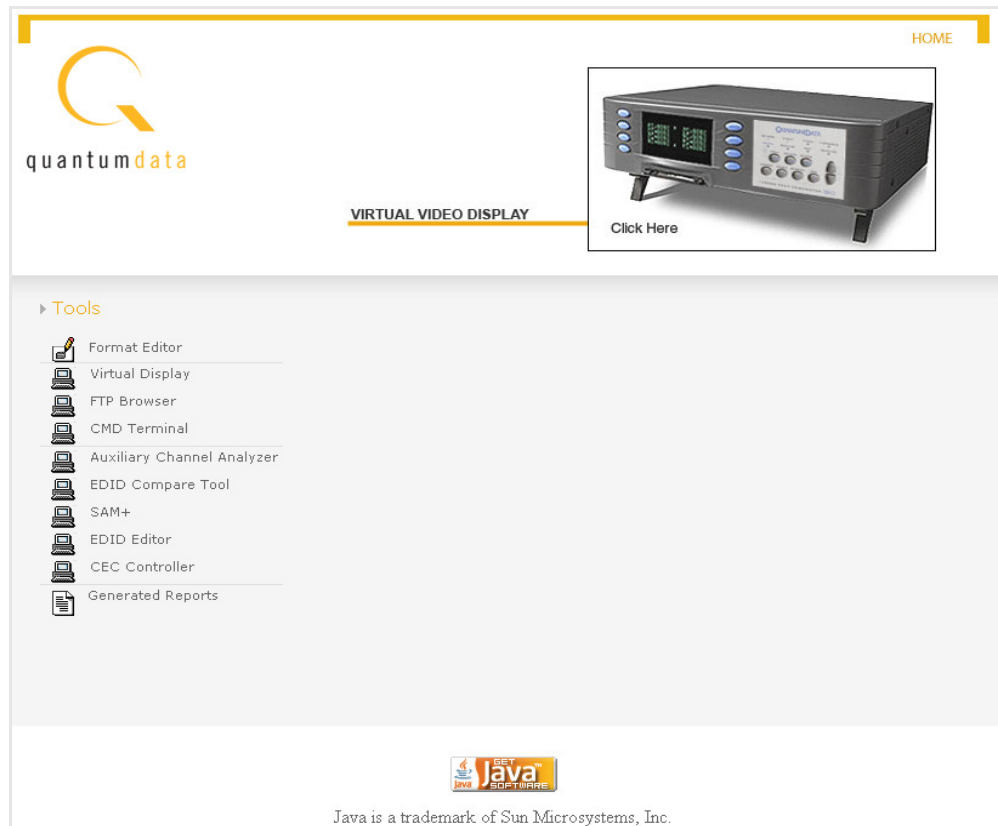 HOME
quantumdata
QUANTUMDATA
VIRTUAL VIDEO DISPLAY
Click Here
Tools
Format Editor
Virtual Display
FTP Browser
CMD Terminal
Auxiliary Channel Analyzer
EDID Compare Tool
SAM+
EDID Editor
CEC Controller
Generated Reports
GET
Java™
java
SOFTWARE
Java is a trademark of Sun Microsystems, Inc.